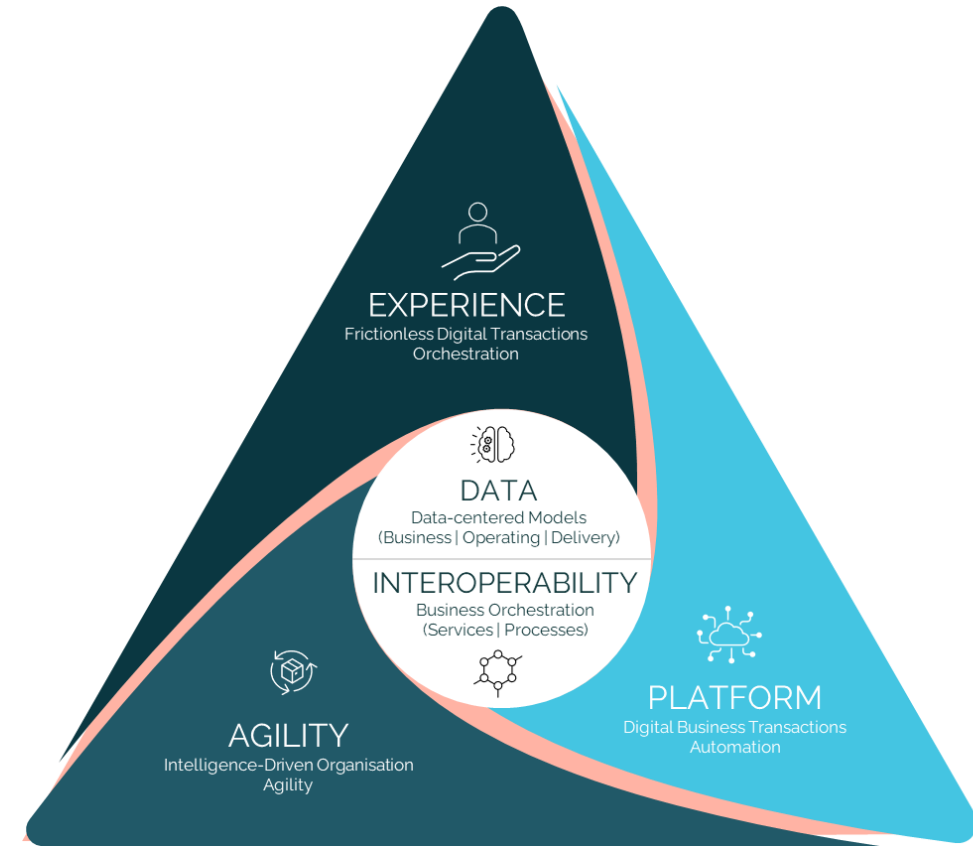 EXPERIENCE
Frictionless Digital Transactions
Orchestration
DATA
Data-centered Models
(Business | Operating | Delivery)
INTEROPERABILITY
Business Orchestration
(Services | Processes)
AGILITY
Intelligence-Driven Organisation
Agility
PLATFORM
Digital Business Transactions
Automation